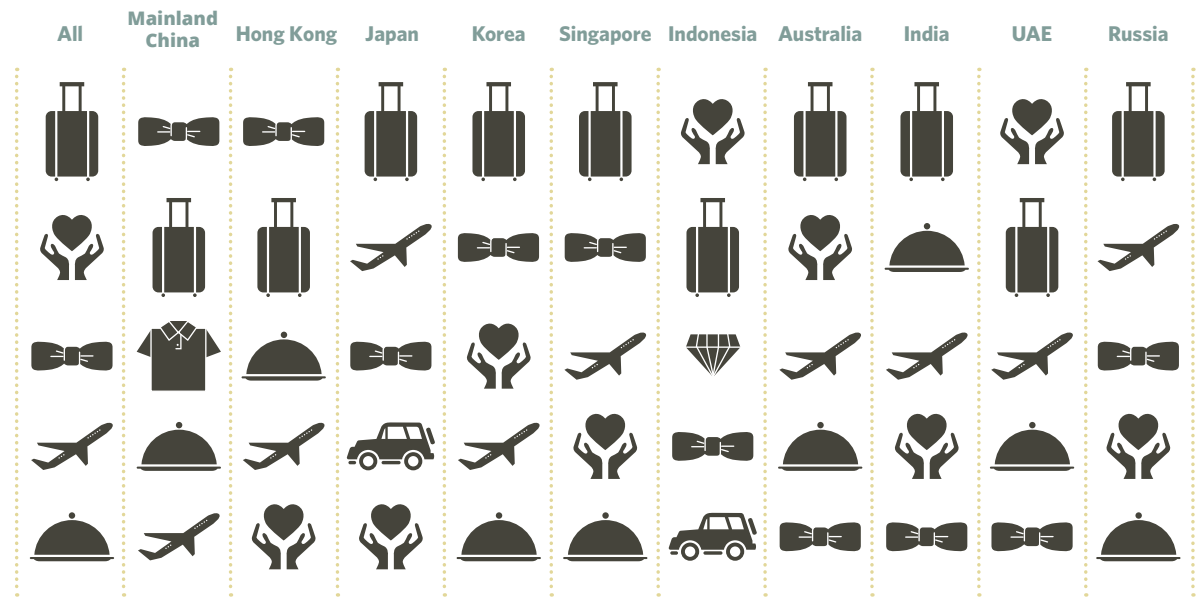 All
Mainland
China
Hong Kong
Japan
Korea
Singapore
Indonesia
Australia
India
UAE
Russia